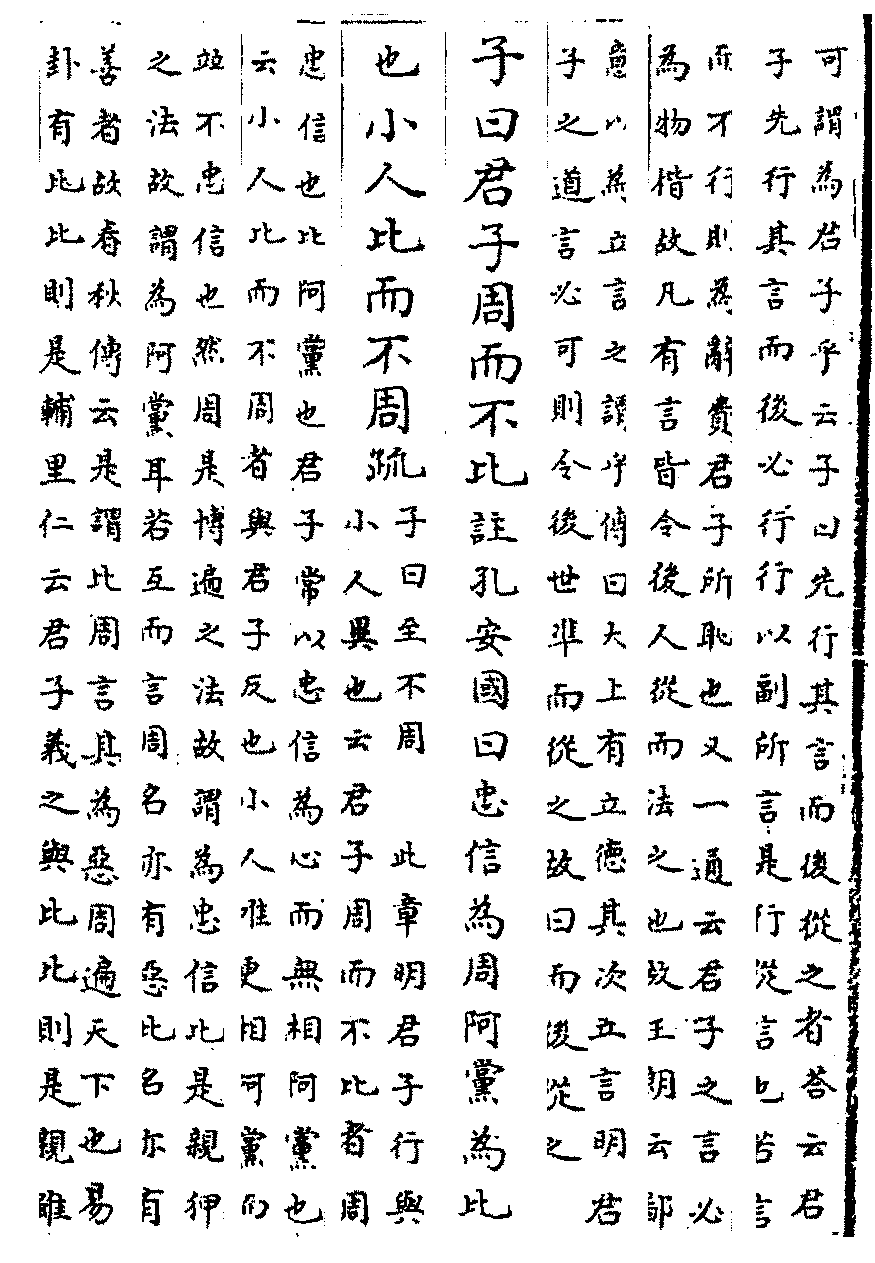 可謂為君子乎云子曰先行其言而後從之者答云君
子先行其言而後必行行以副所言是行從言也若言
而不行則為辭費君子所恥也又一通云君子之言必
為物楷故凡有言皆令後人從而法之也故王朗云鄙
意以為立言之謂乎傳曰大上有立德其次立言明君
子之道言必可則令後世準而從之故曰而後從之
子曰君子周而不比註孔安國曰忠信為周阿黨為比
也小人比而不周疏子曰至不周 此章明君子行與
小人異也云君子周而不比者周
忠信也比阿黨也君子常以忠信為心而無相阿黨也
云小人比而不周者與君子反也小人唯更相阿黨而
竝不忠信也然周是博遍之法故謂為忠信比是親狎
之法故謂為阿黨耳若互而言周名亦有惡比名亦有
善者故春秋傳云是謂比周言其為惡周遍天下也易
卦有比比則是輔里仁云君子義之與比比則是親雖